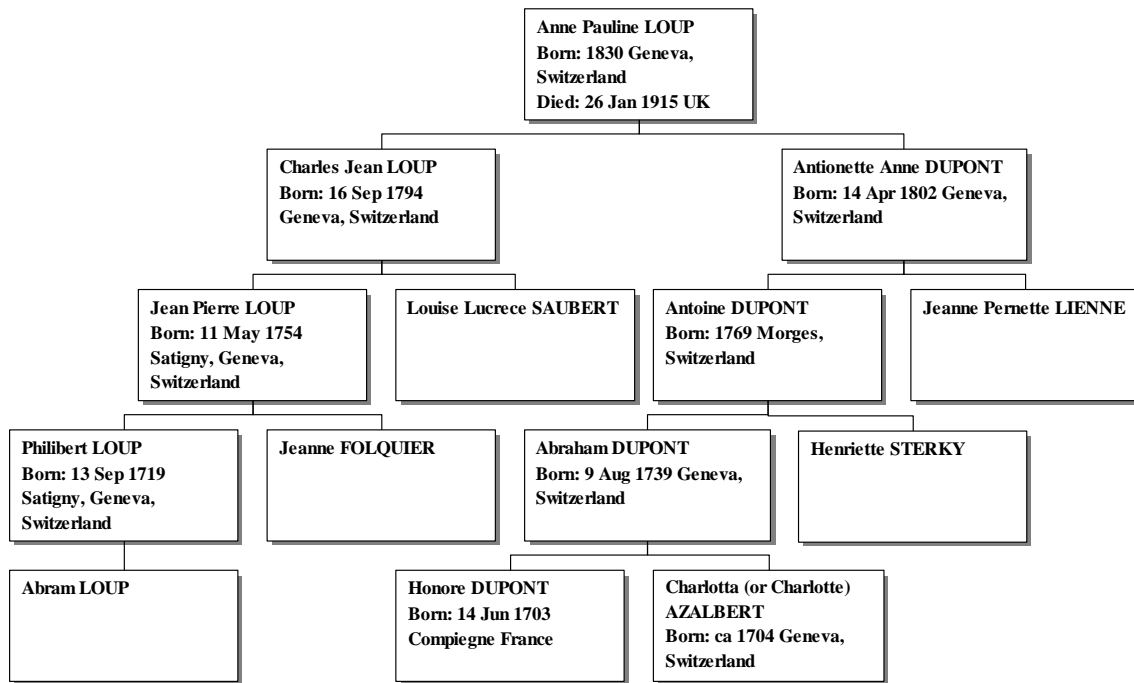 Anne Pauline LOUP
Born: 1830 Geneva,
Switzerland
Died: 26 Jan 1915 UK
Charles Jean LOUP
Born: 16 Sep 1794
Geneva, Switzerland
Antionette Anne DUPONT
Born: 14 Apr 1802 Geneva,
Switzerland
Jean Pierre LOUP
Born: 11 May 1754
Satigny, Geneva,
Switzerland
Louise Lucrece SAUBERT
Antoine DUPONT
Born: 1769 Morges,
Switzerland
Jeanne Pernette LIENNE
Philibert LOUP
Born: 13 Sep 1719
Satigny, Geneva,
Switzerland
Jeanne FOLQUIER
Abraham DUPONT
Born: 9 Aug 1739 Geneva,
Switzerland
Henriette STERKY
Abram LOUP
Honore DUPONT
Born: 14 Jun 1703
Compiegne France
Charlotta (or Charlotte)
AZALBERT
Born: ca 1704 Geneva,
Switzerland